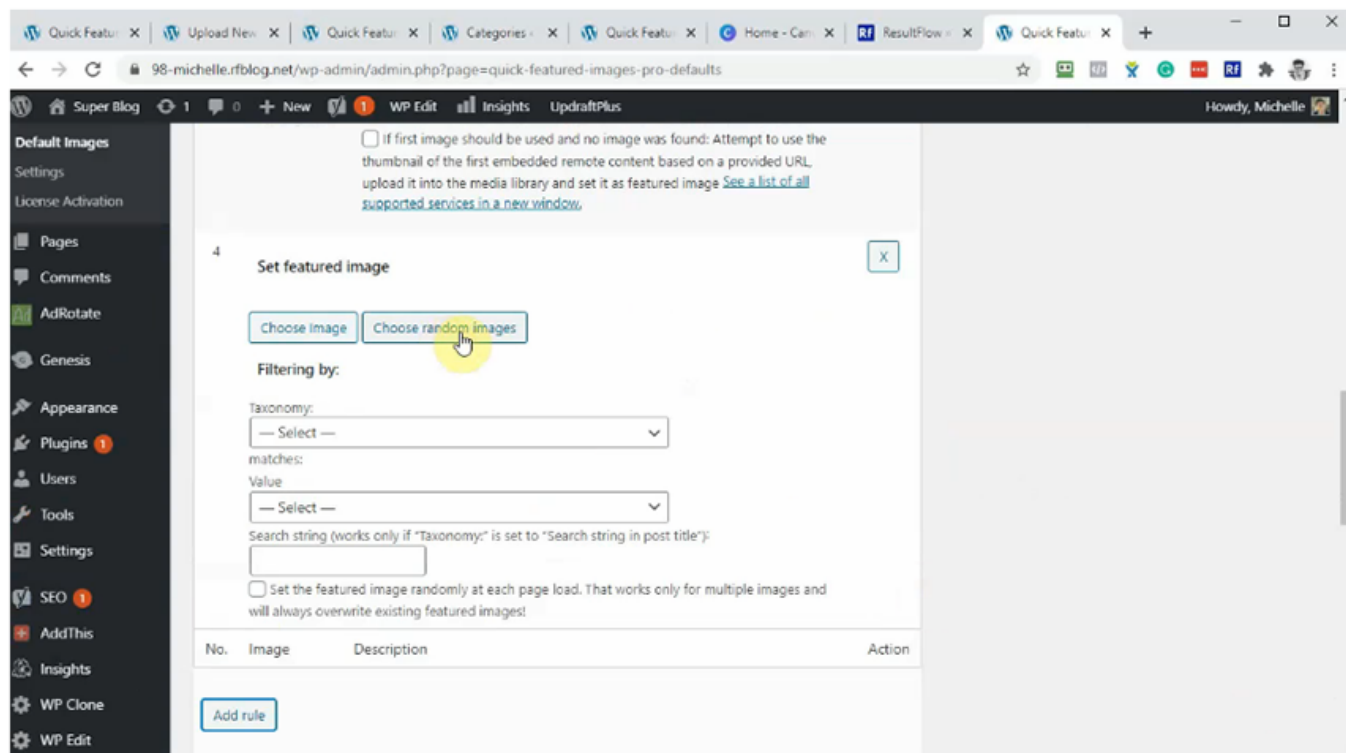 Quick Featu
Upload New
Quick Featur
Categories
Quick Featu
Home - Can
ResultFlow
Quick Featu
98-michelle.rfblog.net/wp-admin/admin.php?page=quick-featured-images-pro-defaults
Super Blog 1 0 + New 1 WP Edit Insights UpdraftPlus Howdy, Michelle
Default Images
Settings
License Activation
Pages
Comments
AdRotate
Genesis
Appearance
Plugins 1
Users
Tools
Settings
SEO 1
AddThis
Insights
WP Clone
WP Edit
If first image should be used and no image was found: Attempt to use the
thumbnail of the first embedded remote content based on a provided URL,
upload it into the media library and set it as featured image See a list of all
supported services in a new window.
4
Set featured image
X
Choose image Choose random images
Filtering by:
Taxonomy:
— Select —
matches:
Value
— Select —
Search string (works only if "Taxonomy:" is set to "Search string in post title"):
Set the featured image randomly at each page load. That works only for multiple images and
will always overwrite existing featured images!
No. Image Description Action
Add rule